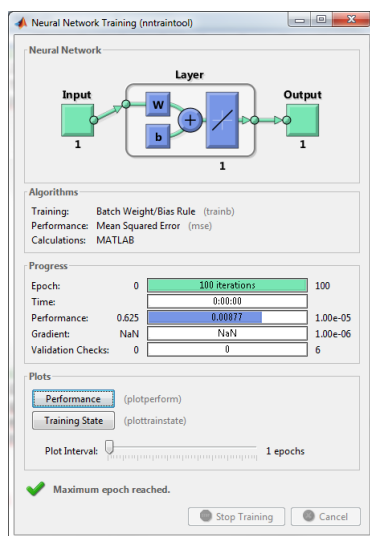 Neural Network Training (nntraintool)
Neural Network
Layer
Input
Output
W
b
+
1
1
1
Algorithms
Training: Batch Weight/Bias Rule (trainb)
Performance: Mean Squared Error (mse)
Calculations: MATLAB
Progress
Epoch: 0 100 iterations 100
Time: 0:00:00
Performance: 0.625 0.00877 1.00e-05
Gradient: NaN NaN 1.00e-06
Validation Checks: 0 0 6
Plots
Performance (plotperform)
Training State (plottrainstate)
Plot Interval: 1 epochs
Maximum epoch reached.
Stop Training Cancel